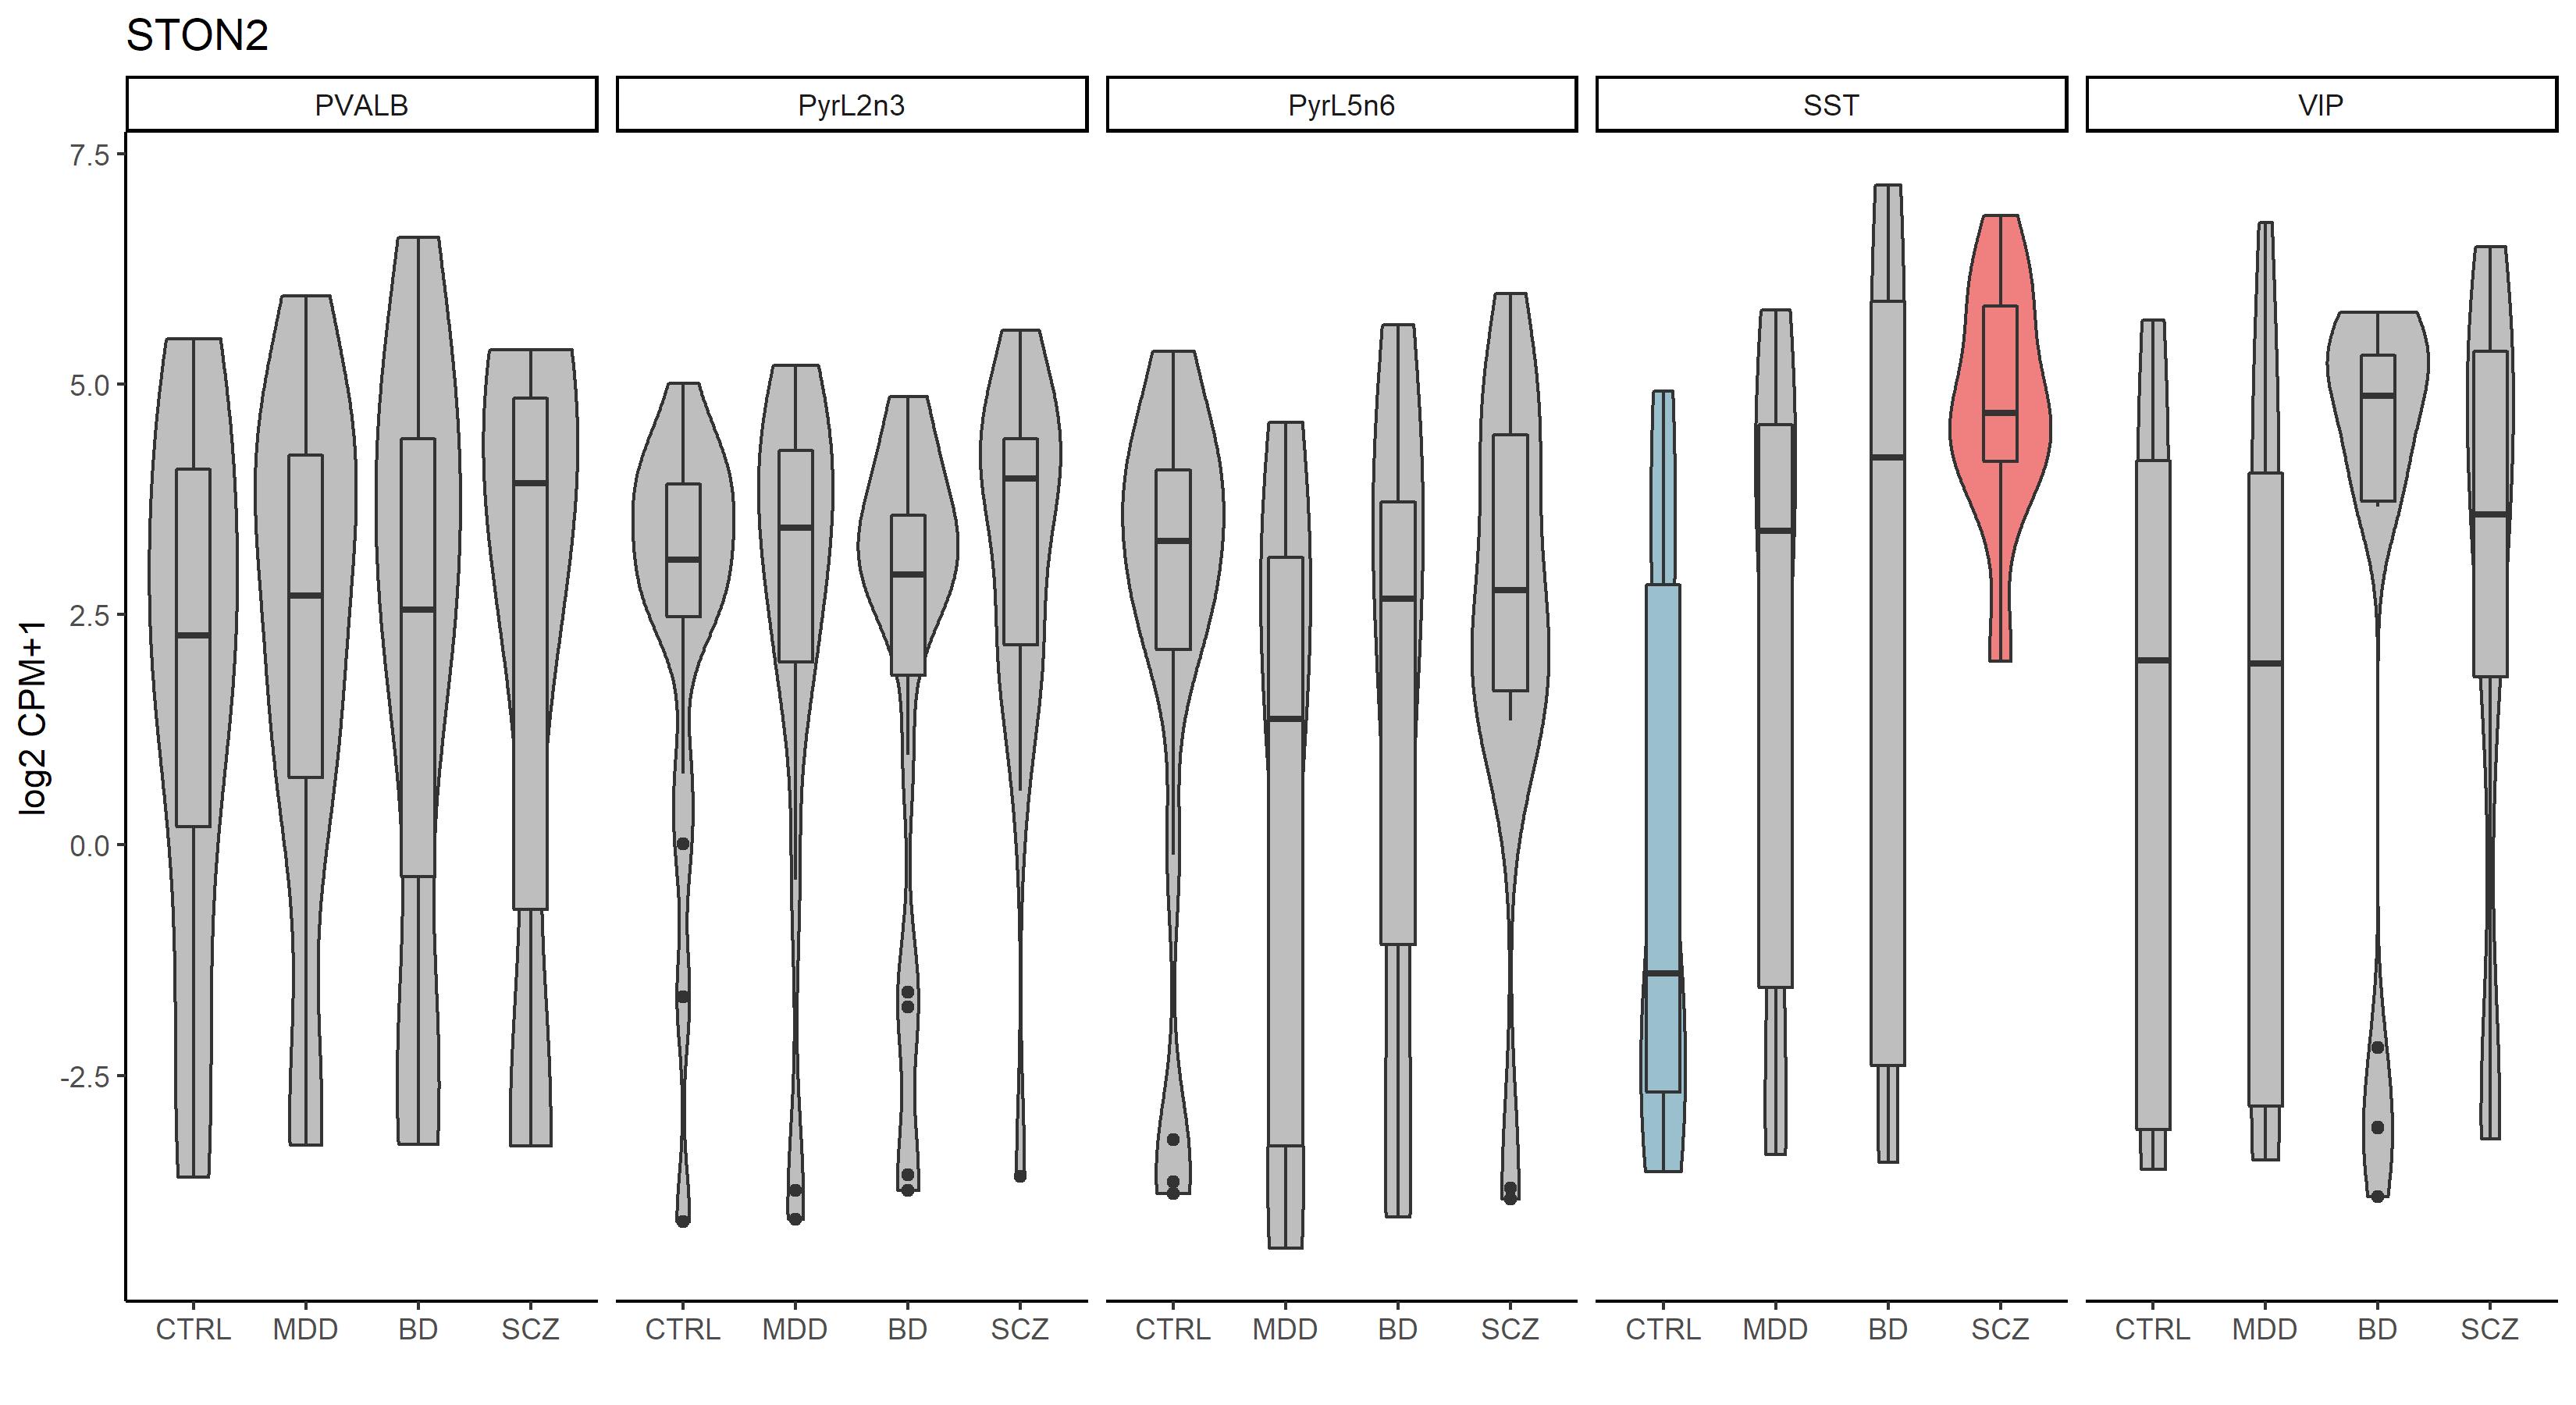 STON2
PVALB PyrL2n3 PyrL5n6 SST VIP
7.5
5.0
2.5
0.0
-2.5
log2 CPM+1
CTRL MDD BD SCZ CTRL MDD BD SCZ CTRL MDD BD SCZ CTRL MDD BD SCZ CTRL MDD BD SCZ